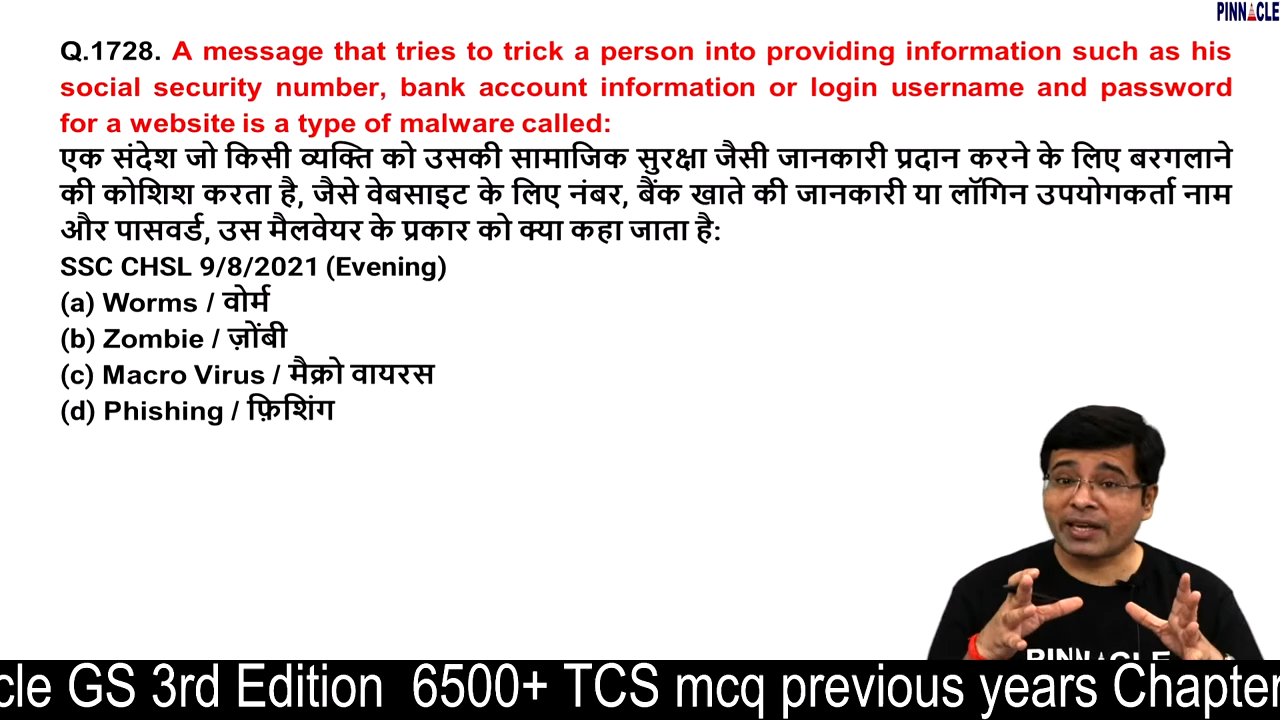 PINNACLE
Q.1728. A message that tries to trick a person into providing information such as his
social security number, bank account information or login username and password
for a website is a type of malware called:
एक संदेश जो किसी व्यक्ति को उसकी सामाजिक सुरक्षा जैसी जानकारी प्रदान करने के लिए बरगलाने
की कोशिश करता है, जैसे वेबसाइट के लिए नंबर, बैंक खाते की जानकारी या लॉगिन उपयोगकर्ता नाम
और पासवर्ड, उस मैलवेयर के प्रकार को क्या कहा जाता है:
SSC CHSL 9/8/2021 (Evening)
(a) Worms / वोर्म
(b) Zombie / ज़ोंबी
(c) Macro Virus / मैक्रो वायरस
(d) Phishing / फ़िशिंग
PINNACLE
cle GS 3rd Edition 6500+ TCS mcq previous years Chapter